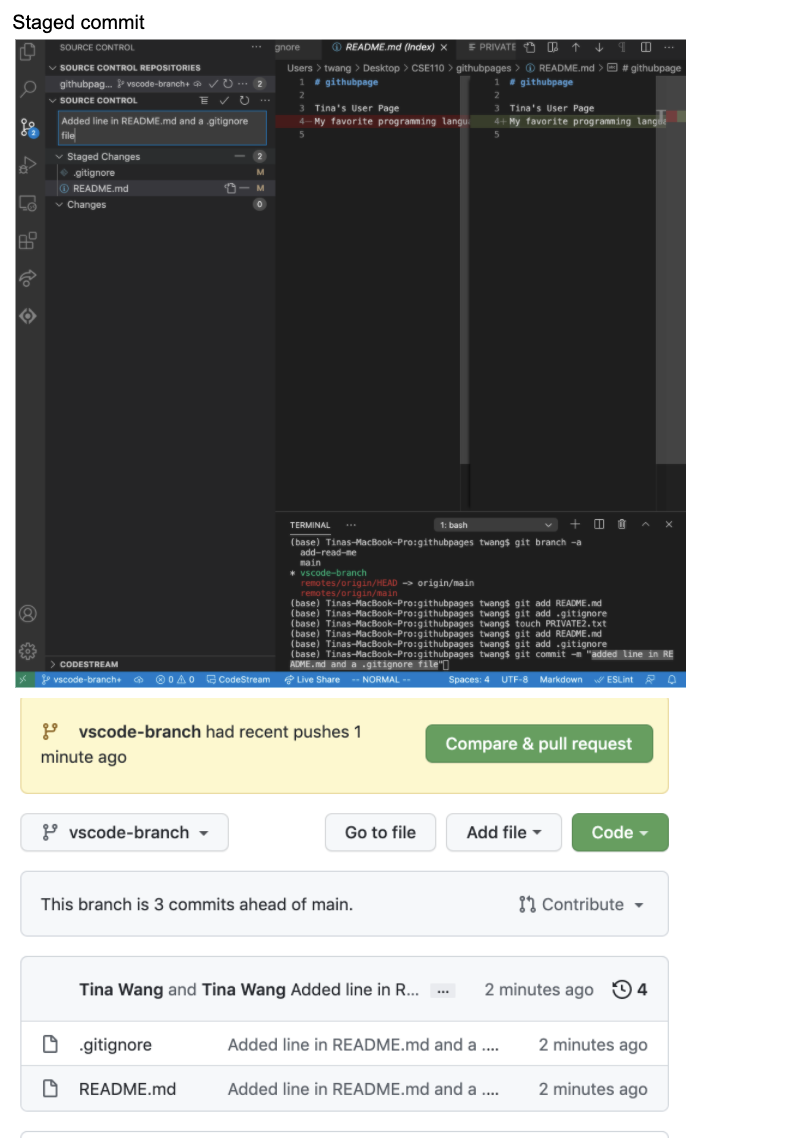 Staged commit
SOURCE CONTROL ...
gnore README.md (Index) × PRIVATE ...
SOURCE CONTROL REPOSITORIES
Users > twang > Desktop > CSE110 > githubpages > README.md > # githubpage
githubpag... vscode-branch+ ... 2
SOURCE CONTROL ...
Added line in README.md and a .gitignore
file
Staged Changes 2
.gitignore M
README.md M
Changes 0
2
1 # githubpage
2
3 Tina's User Page
4− My favorite programming langu
5
1 # githubpage
2
3 Tina's User Page
4+ My favorite programming langua
5
TERMINAL ... 1: bash
(base) Tinas-MacBook-Pro:githubpages twang$ git branch -a
add-read-me
main
* vscode-branch
remotes/origin/HEAD -> origin/main
remotes/origin/main
(base) Tinas-MacBook-Pro:githubpages twang$ git add README.md
(base) Tinas-MacBook-Pro:githubpages twang$ git add .gitignore
(base) Tinas-MacBook-Pro:githubpages twang$ touch PRIVATE2.txt
(base) Tinas-MacBook-Pro:githubpages twang$ git add README.md
(base) Tinas-MacBook-Pro:githubpages twang$ git add .gitignore
(base) Tinas-MacBook-Pro:githubpages twang$ git commit -m "added line in RE
ADME.md and a .gitignore file"
CODESTREAM
vscode-branch+ 0 0 CodeStream Live Share -- NORMAL -- Spaces: 4 UTF-8 Markdown ESLint
vscode-branch had recent pushes 1
minute ago
Compare & pull request
vscode-branch Go to file Add file Code
This branch is 3 commits ahead of main. Contribute
Tina Wang and Tina Wang Added line in R... ... 2 minutes ago 4
.gitignore Added line in README.md and a .... 2 minutes ago
README.md Added line in README.md and a .... 2 minutes ago